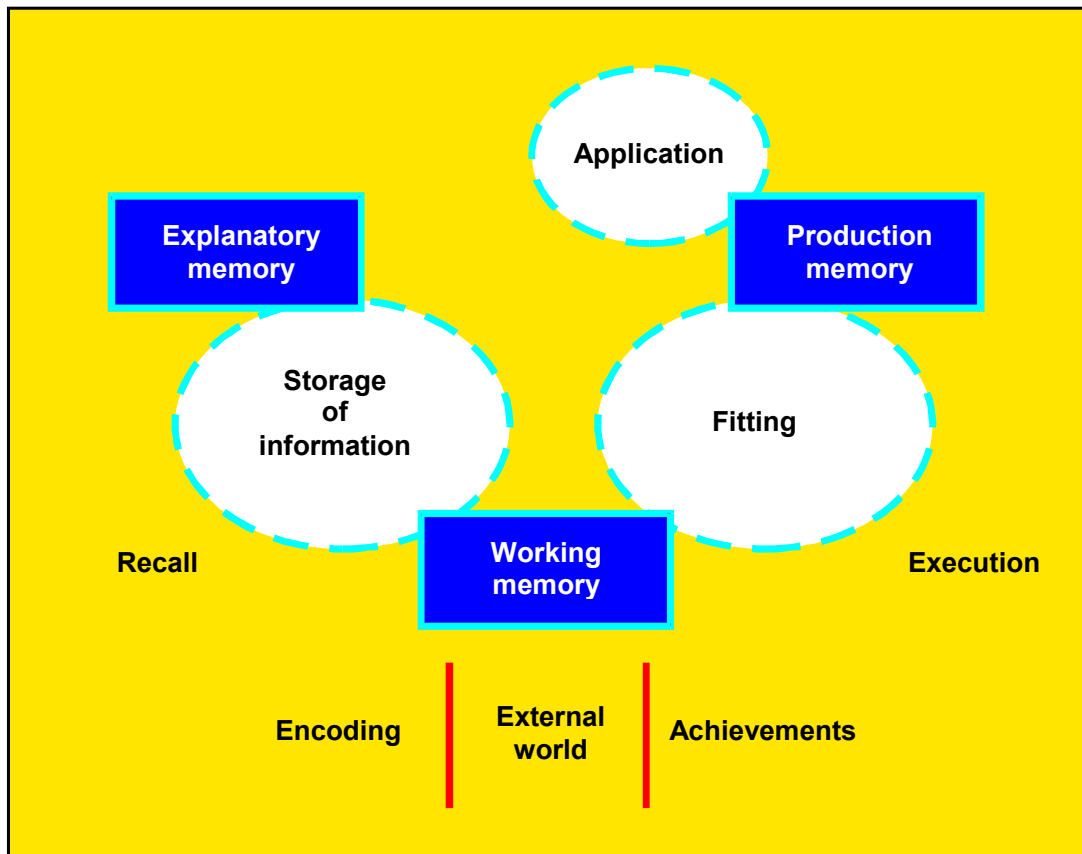 Application
Explanatory
memory
Production
memory
Storage
of
information
Fitting
Recall
Working
memory
Execution
Encoding
External
world
Achievements